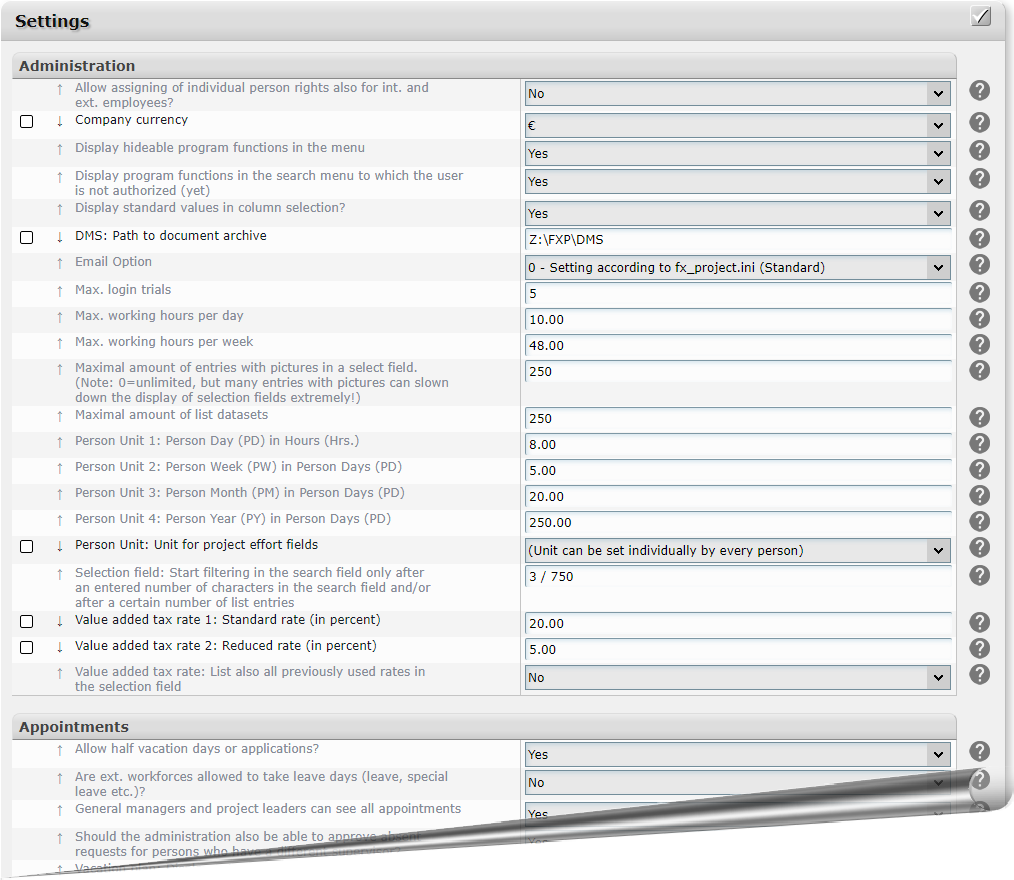 Settings
Administration
↑ Allow assigning of individual person rights also for int. and
ext. employees?
No
↓ Company currency
€
↑ Display hideable program functions in the menu
Yes
↑ Display program functions in the search menu to which the user
is not authorized (yet)
Yes
↑ Display standard values in column selection?
Yes
↓ DMS: Path to document archive
Z:\FXP\DMS
↑ Email Option
0 - Setting according to fx_project.ini (Standard)
↑ Max. login trials
5
↑ Max. working hours per day
10.00
↑ Max. working hours per week
48.00
↑ Maximal amount of entries with pictures in a select field.
(Note: 0=unlimited, but many entries with pictures can slown
down the display of selection fields extremely!)
250
↑ Maximal amount of list datasets
250
↑ Person Unit 1: Person Day (PD) in Hours (Hrs.)
8.00
↑ Person Unit 2: Person Week (PW) in Person Days (PD)
5.00
↑ Person Unit 3: Person Month (PM) in Person Days (PD)
20.00
↑ Person Unit 4: Person Year (PY) in Person Days (PD)
250.00
↓ Person Unit: Unit for project effort fields
(Unit can be set individually by every person)
↑ Selection field: Start filtering in the search field only after
an entered number of characters in the search field and/or
after a certain number of list entries
3 / 750
↓ Value added tax rate 1: Standard rate (in percent)
20.00
↓ Value added tax rate 2: Reduced rate (in percent)
5.00
↑ Value added tax rate: List also all previously used rates in
the selection field
No
Appointments
↑ Allow half vacation days or applications?
Yes
↑ Are ext. workforces allowed to take leave days (leave, special
leave etc.)?
No
↑ General managers and project leaders can see all appointments
Yes
↑ Should the administration also be able to approve absent
requests for persons who have a different supervisor?
Yes
↑ Vacation